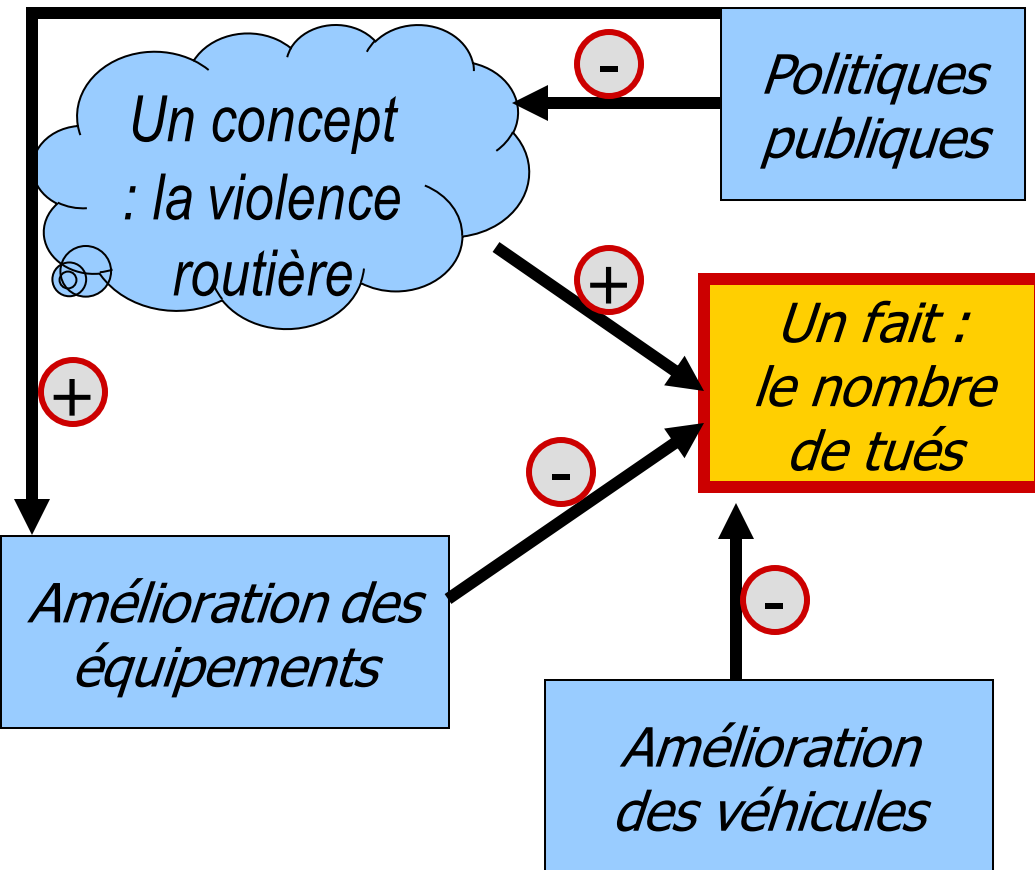 Un concept
: la violence
routière
-
Politiques
publiques
+
Un fait :
le nombre
de tués
+
-
Amélioration des
équipements
-
Amélioration
des véhicules